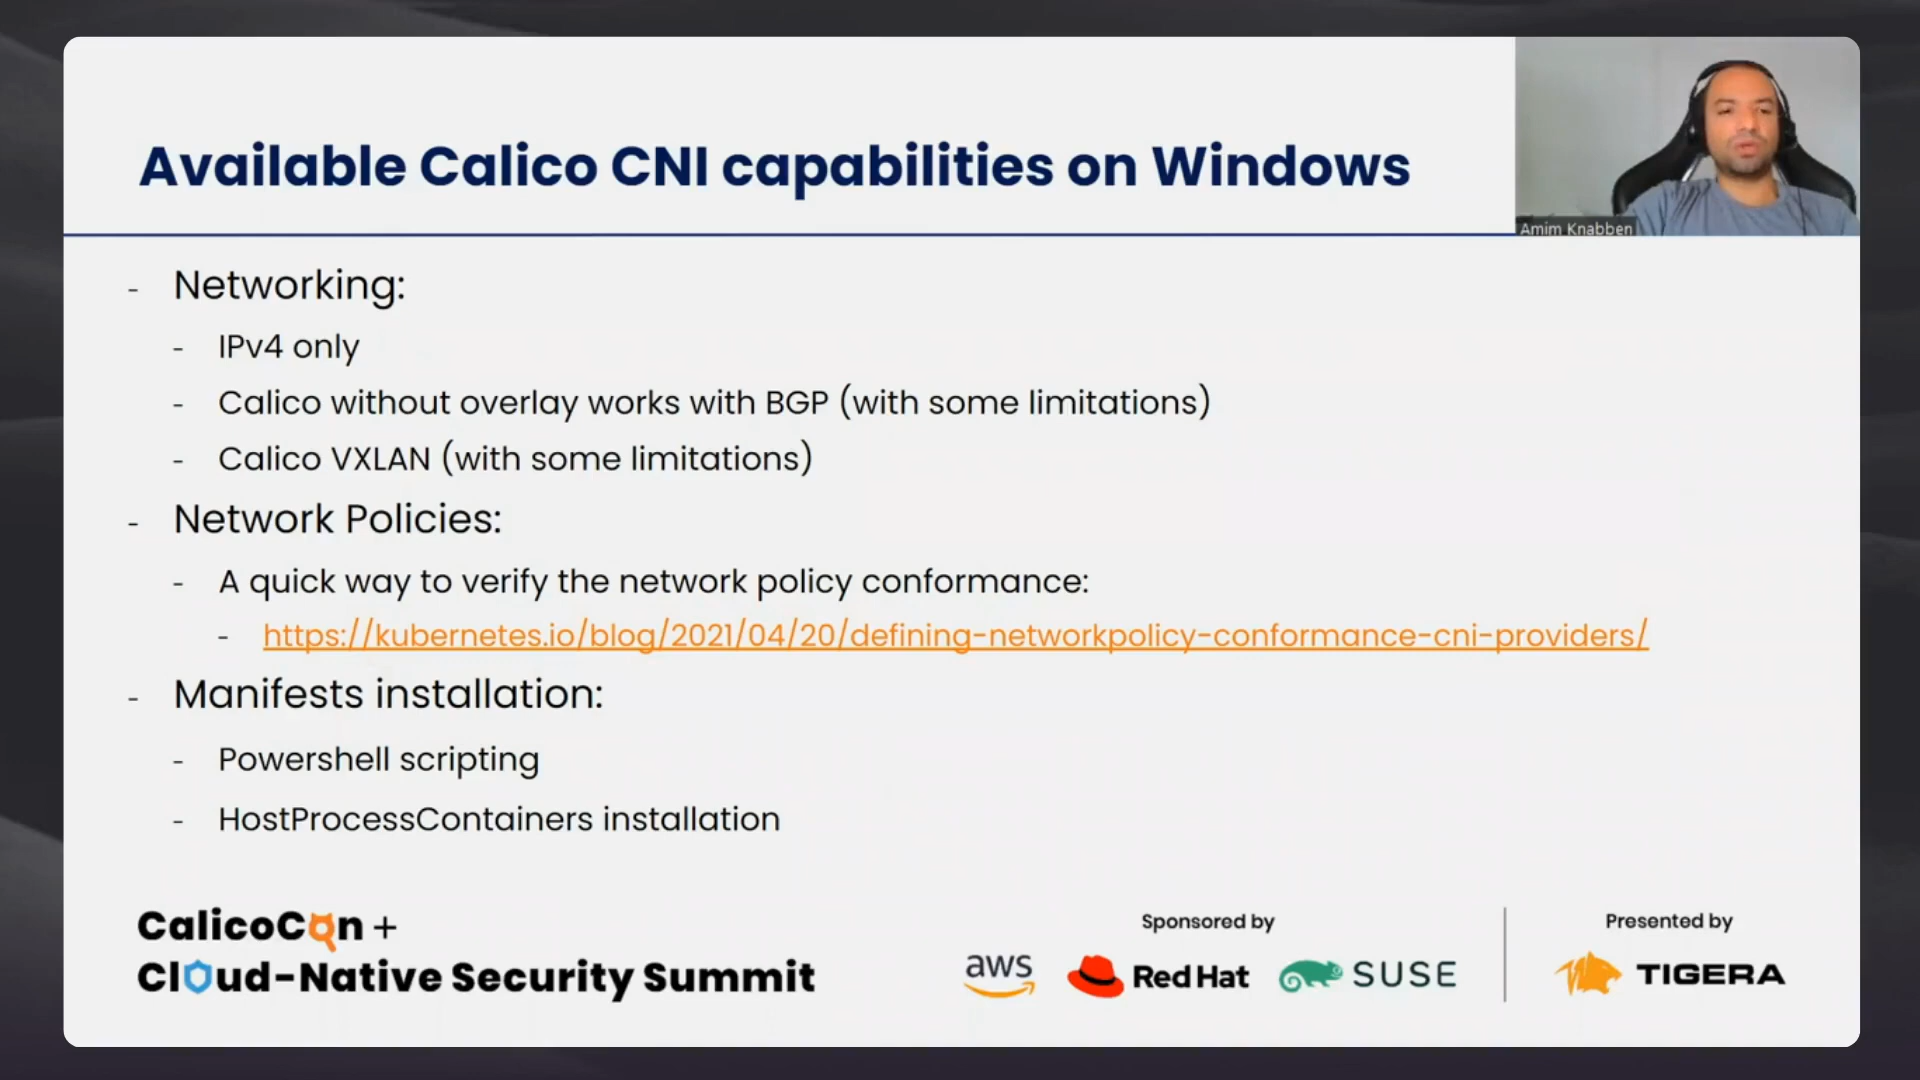 Available Calico CNI capabilities on Windows
Amim Knabben
- Networking:
- IPv4 only
- Calico without overlay works with BGP (with some limitations)
- Calico VXLAN (with some limitations)
- Network Policies:
- A quick way to verify the network policy conformance:
- https://kubernetes.io/blog/2021/04/20/defining-networkpolicy-conformance-cni-providers/
- Manifests installation:
- Powershell scripting
- HostProcessContainers installation
CalicoCon +
Cloud-Native Security Summit
Sponsored by
aws Red Hat SUSE
Presented by
TIGERA